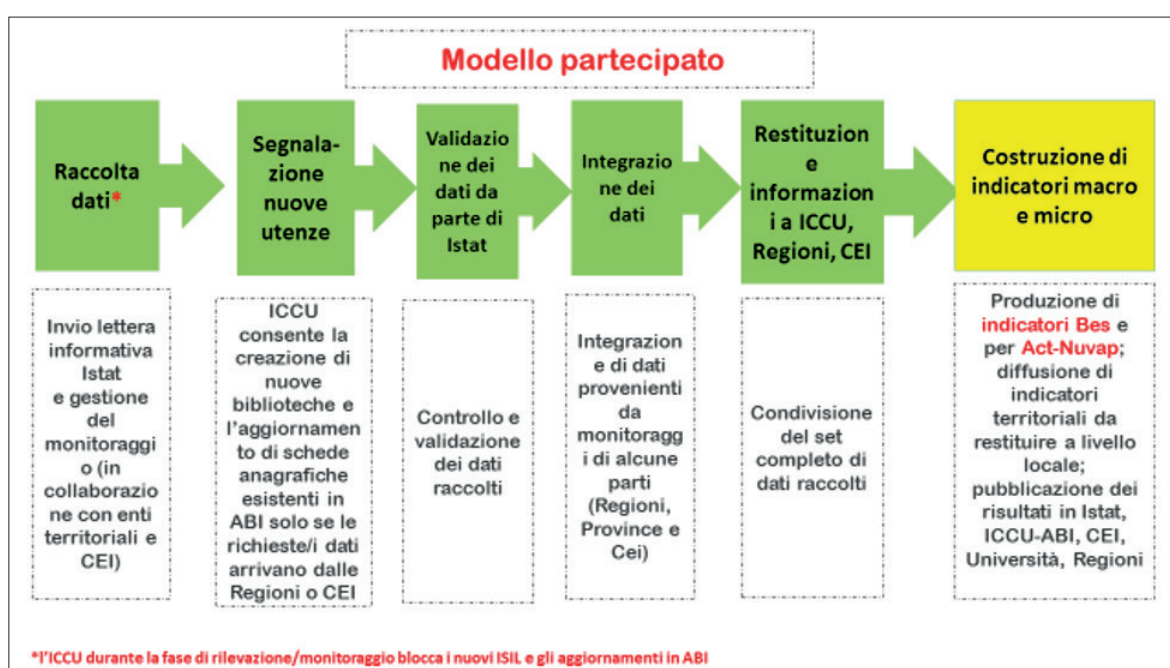 Modello partecipato
Raccolta
dati*
Segnala-
zione
nuove
utenze
Validazio
ne dei
dati da
parte di
Istat
Integrazio
ne dei
dati
Restituzion
e
informazion
i a ICCU,
Regioni, CEI
Costruzione di
indicatori macro
e micro
Invio lettera
informativa
Istat
e gestione
del
monitoraggi
o (in
collaborazio
ne con enti
territoriali e
CEI)
ICCU
consente la
creazione di
nuove
biblioteche e
l'aggiornamen
to di schede
anagrafiche
esistenti in
ABI solo se le
richieste/i dati
arrivano dalle
Regioni o CEI
Controllo e
validazione
dei dati
raccolti
Integrazion
e di dati
provenienti
da
monitoragg
i di alcune
parti
(Regioni,
Province e
Cei)
Condivisione
del set
completo di
dati raccolti
Produzione di
indicatori Bes e
per Act-Nuvap;
diffusione di
indicatori
territoriali da
restituire a livello
locale;
pubblicazione dei
risultati in Istat,
ICCU-ABI, CEI,
Università, Regioni
*l'ICCU durante la fase di rilevazione/monitoraggio blocca i nuovi ISIL e gli aggiornamenti in ABI